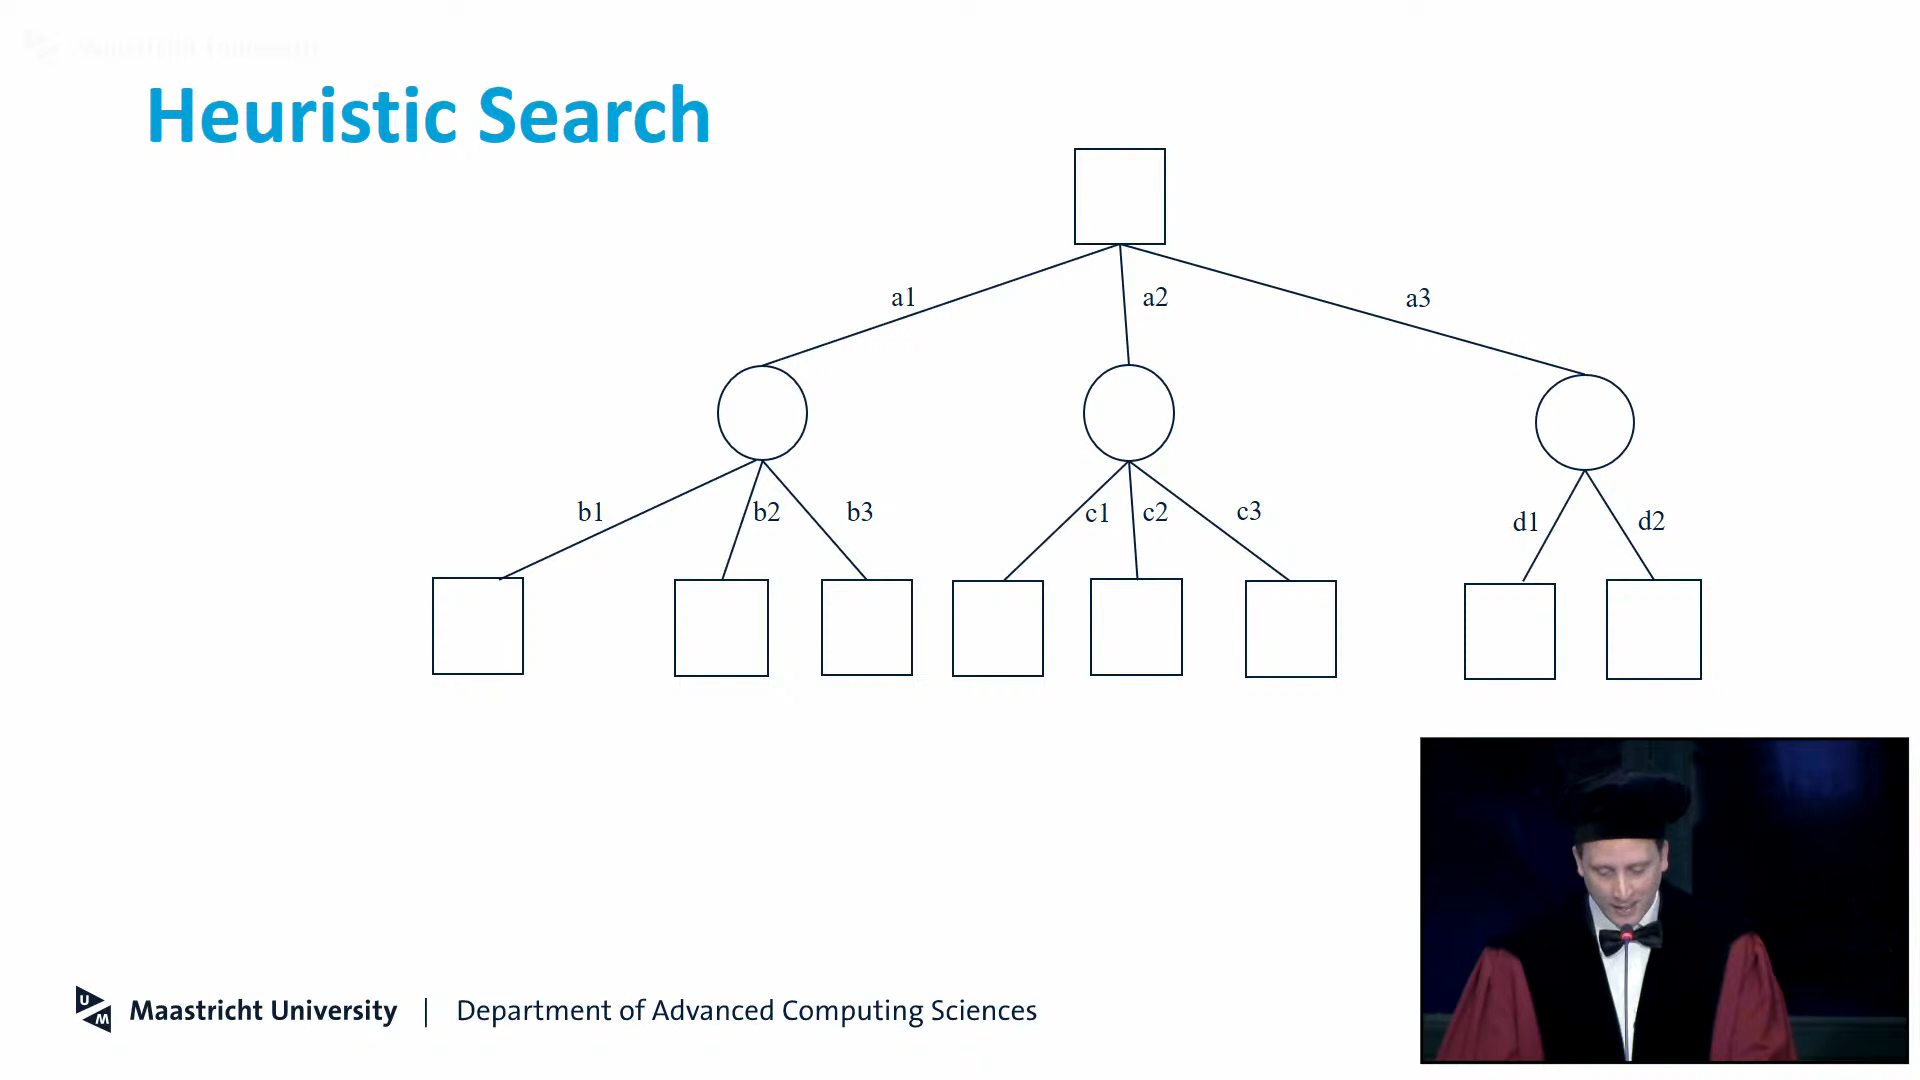 Heuristic Search
a1
a2
a3
b1
b2
b3
c1
c2
c3
d1
d2
UM
Maastricht University | Department of Advanced Computing Sciences